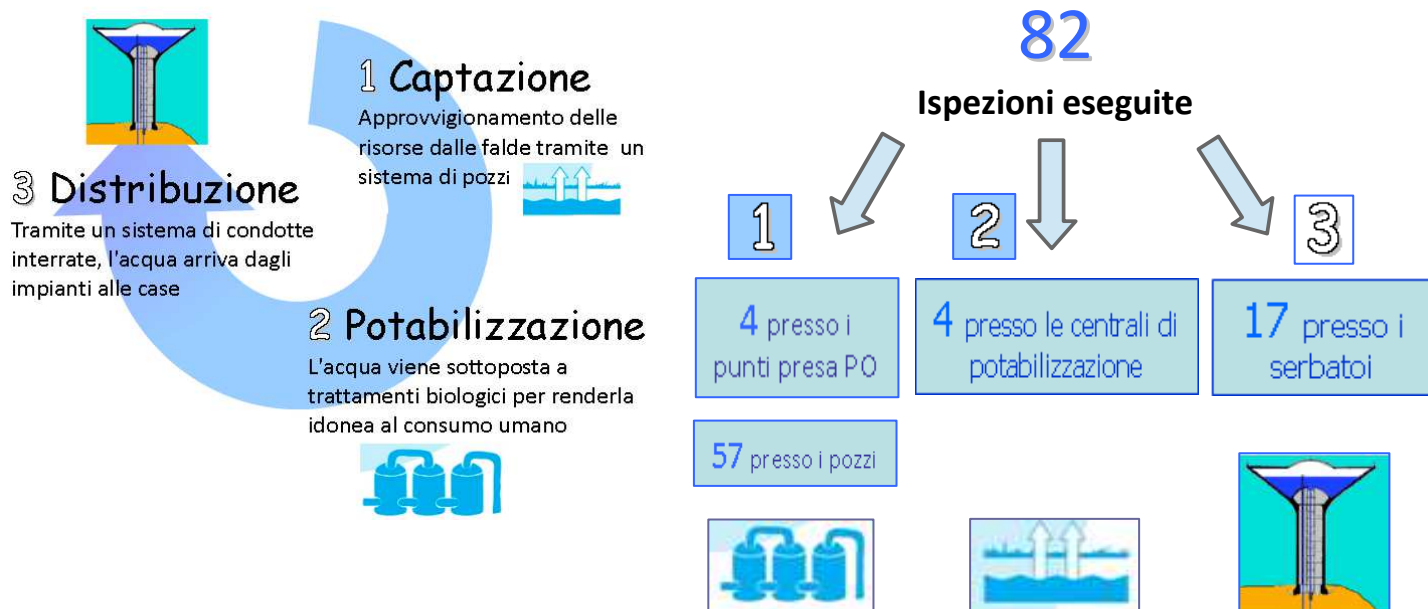 1 Captazione
Approvvigionamento delle
risorse dalle falde tramite un
sistema di pozzi
3 Distribuzione
Tramite un sistema di condotte
interrate, l'acqua arriva dagli
impianti alle case
2 Potabilizzazione
L'acqua viene sottoposta a
trattamenti biologici per renderla
idonea al consumo umano
82
Ispezioni eseguite
1
4 presso i
punti presa PO
57 presso i pozzi
2
4 presso le centrali di
potabilizzazione
3
17 presso i
serbatoi